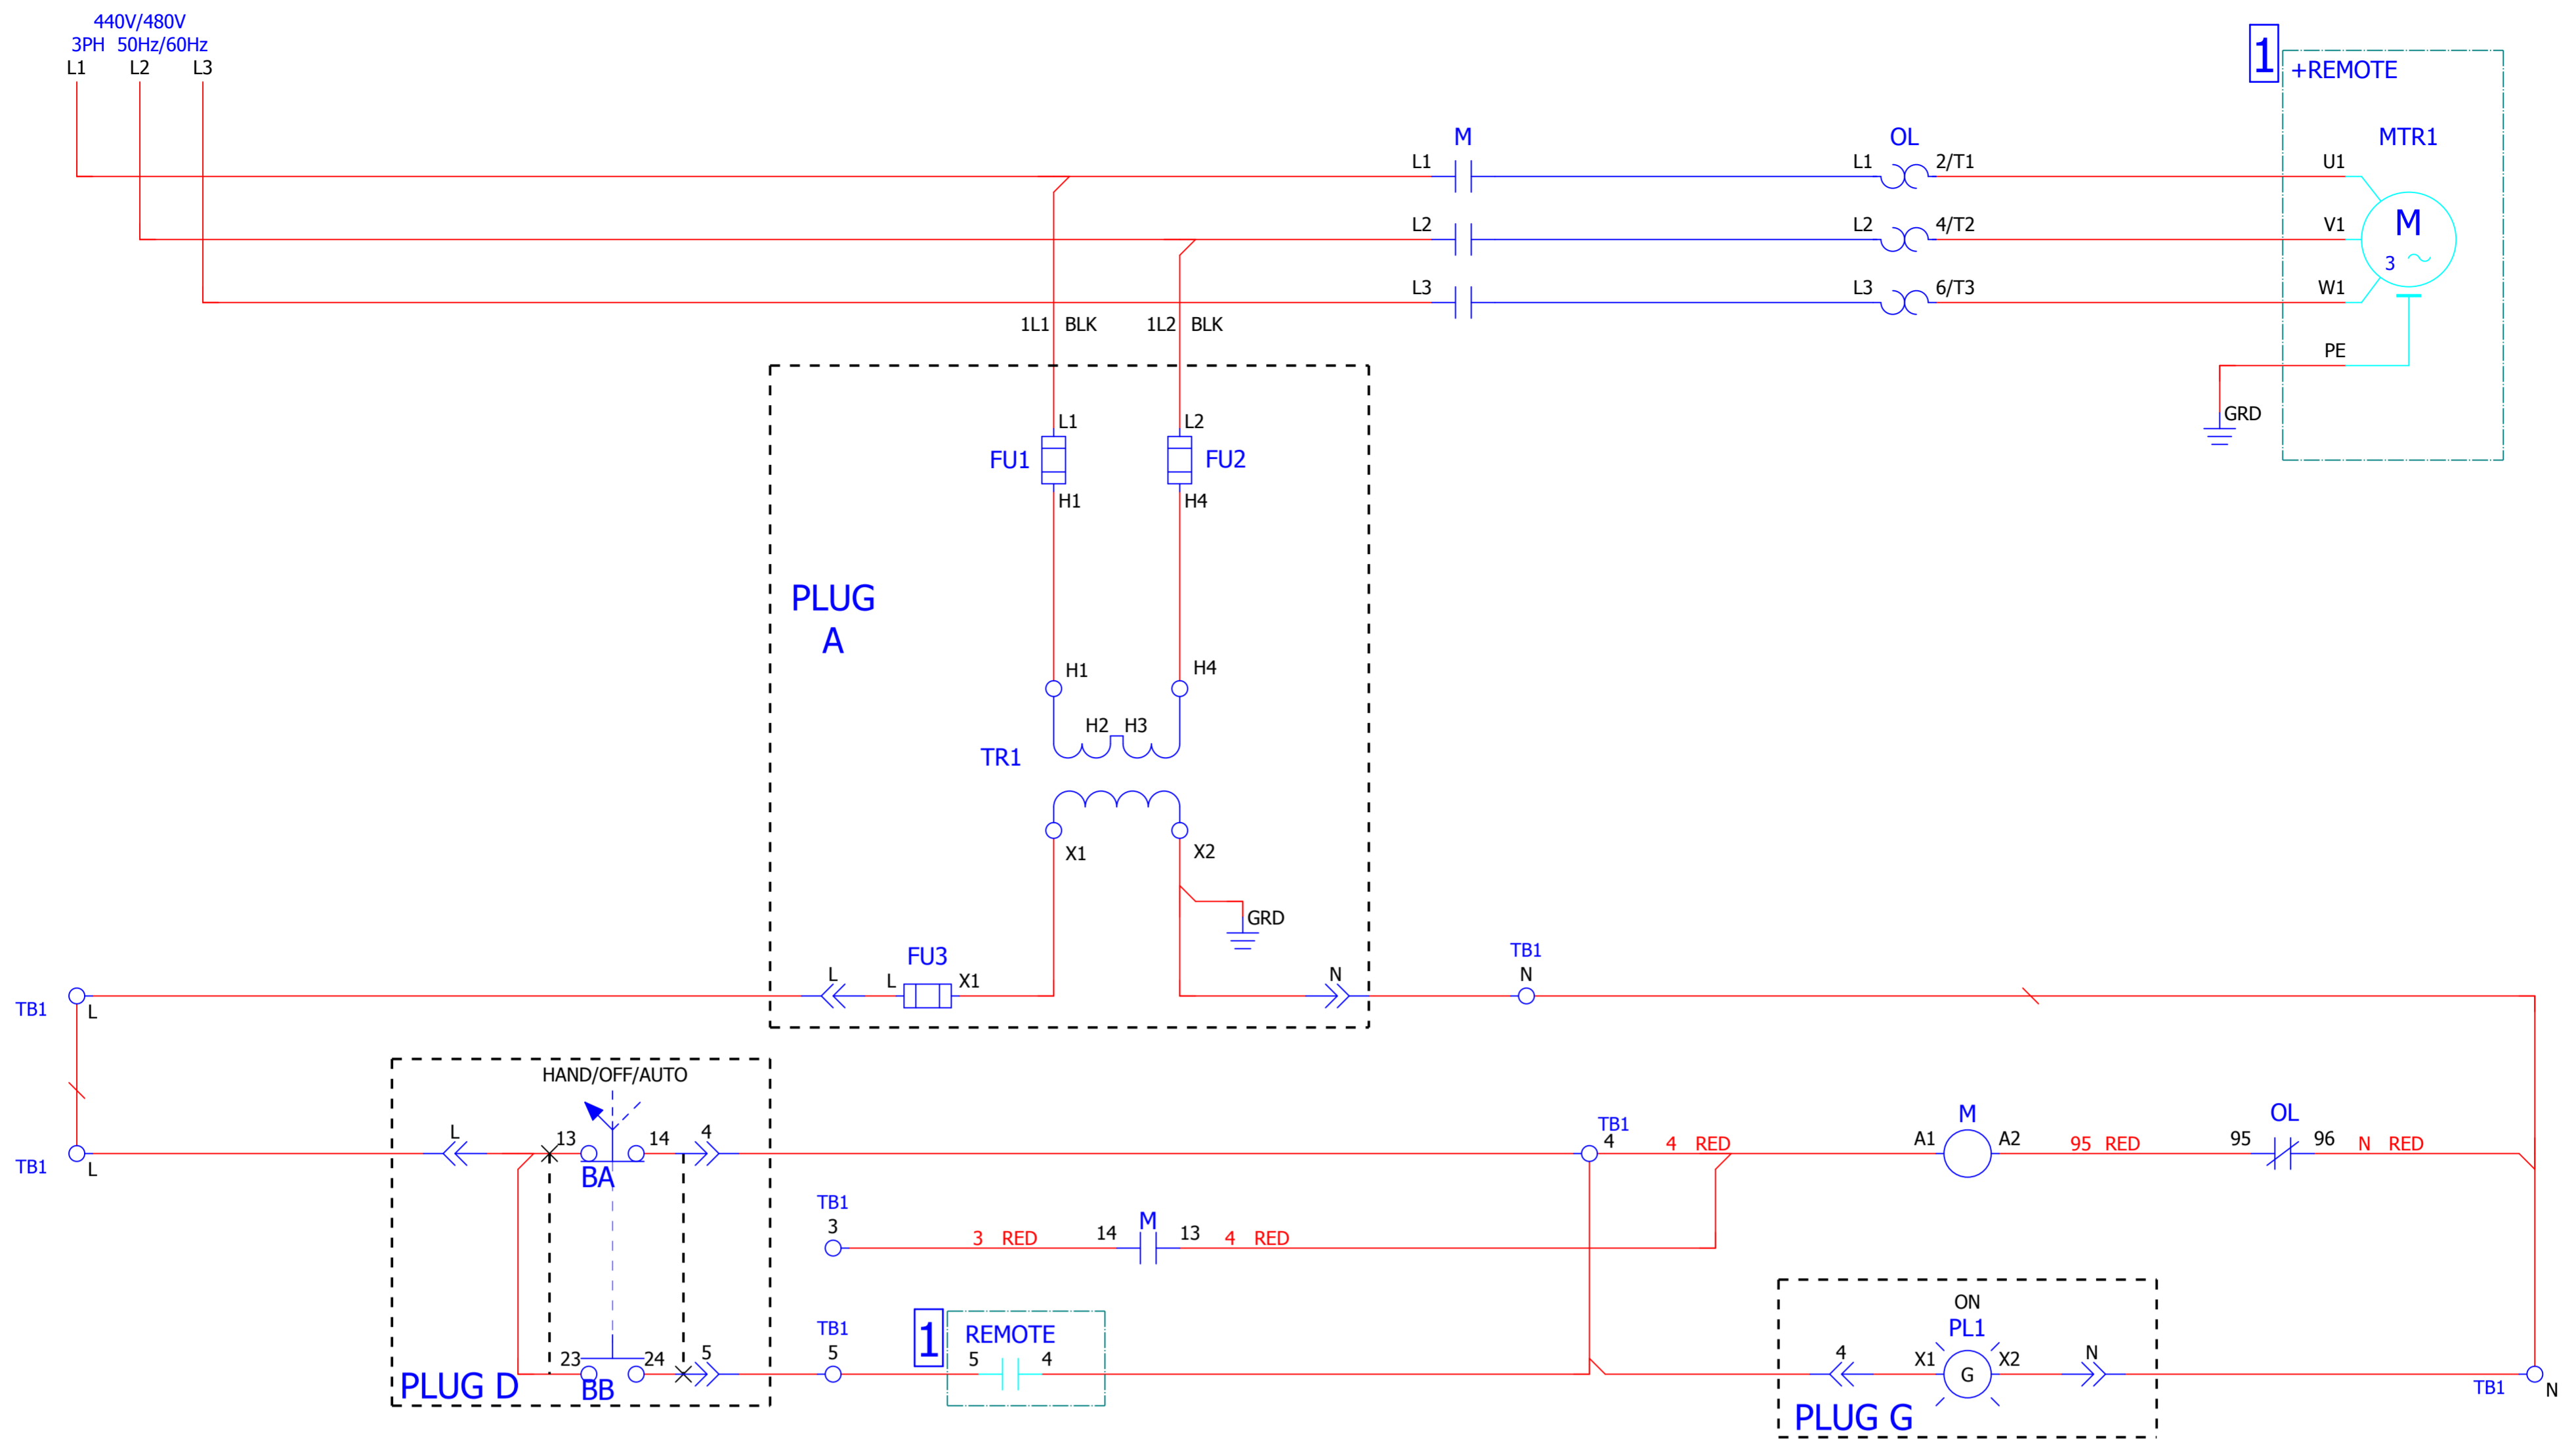 440V/480V
3PH 50Hz/60Hz
L1 L2 L3
1
+REMOTE
MTR1
M
OL
L1
L1
2/T1
U1
L2
L2
4/T2
V1
M
3
L3
L3
6/T3
W1
PE
GRD
1L1 BLK
1L2 BLK
L1
L2
FU1
FU2
H1
H4
PLUG
A
H1
H4
H2 H3
TR1
X1
X2
GRD
FU3
L
L
X1
N
TB1
N
TB1
L
HAND/OFF/AUTO
L
13
14
4
BA
TB1
L
TB1
4
4 RED
M
A1
A2
95 RED
OL
95
96
N RED
TB1
3
3 RED
14
M
13
4 RED
PLUG D
23
24
5
BB
TB1
5
1
REMOTE
5
4
ON
PL1
4
X1
G
X2
N
PLUG G
TB1
N